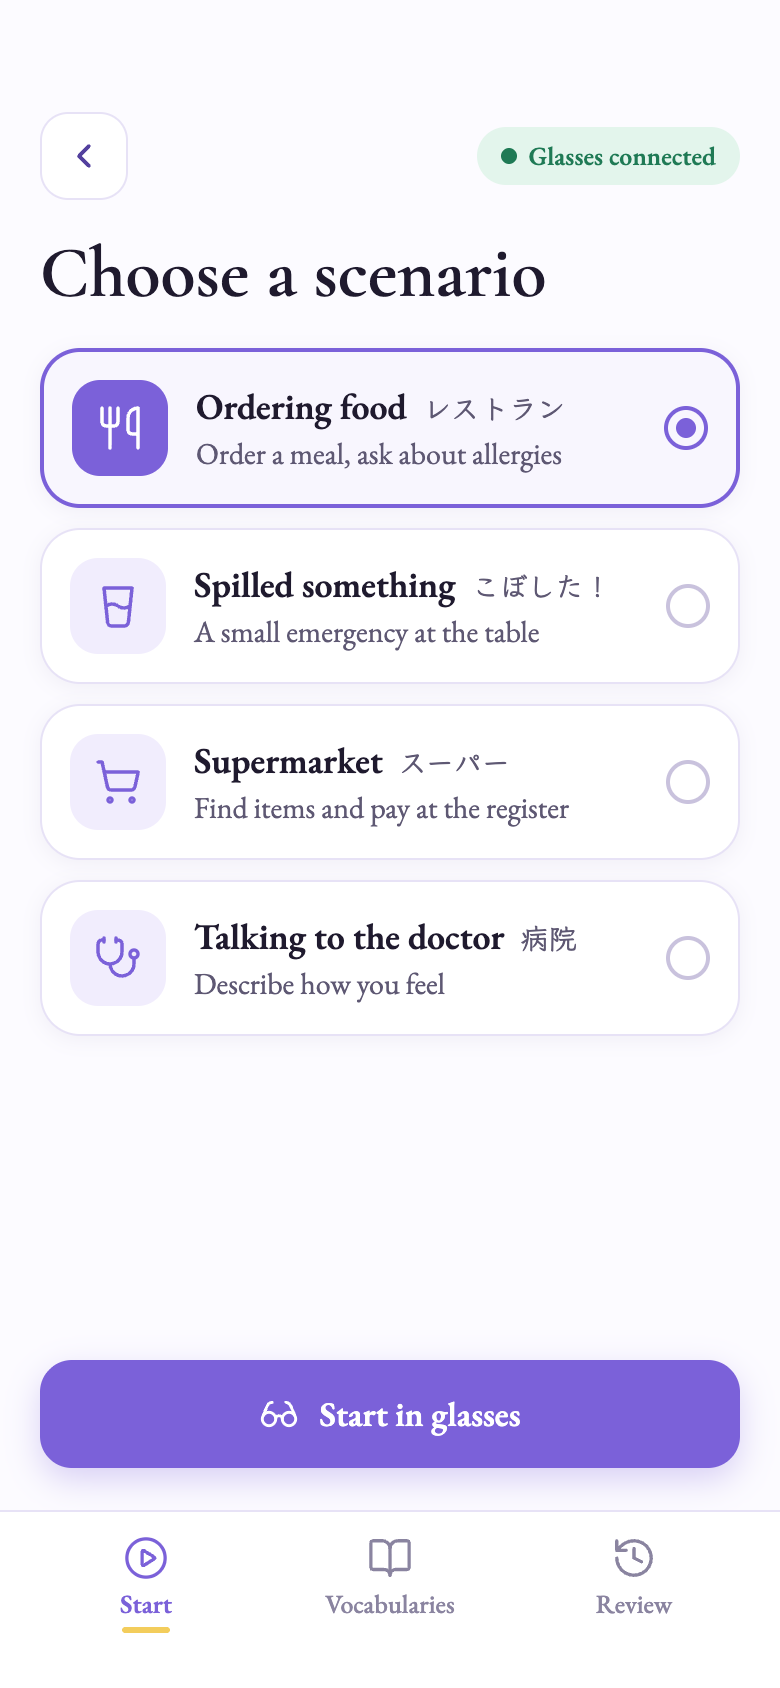 Glasses connected
Choose a scenario
Ordering food レストラン
Order a meal, ask about allergies
Spilled something こぼした！
A small emergency at the table
Supermarket スーパー
Find items and pay at the register
Talking to the doctor 病院
Describe how you feel
Start in glasses
Start
Vocabularies
Review